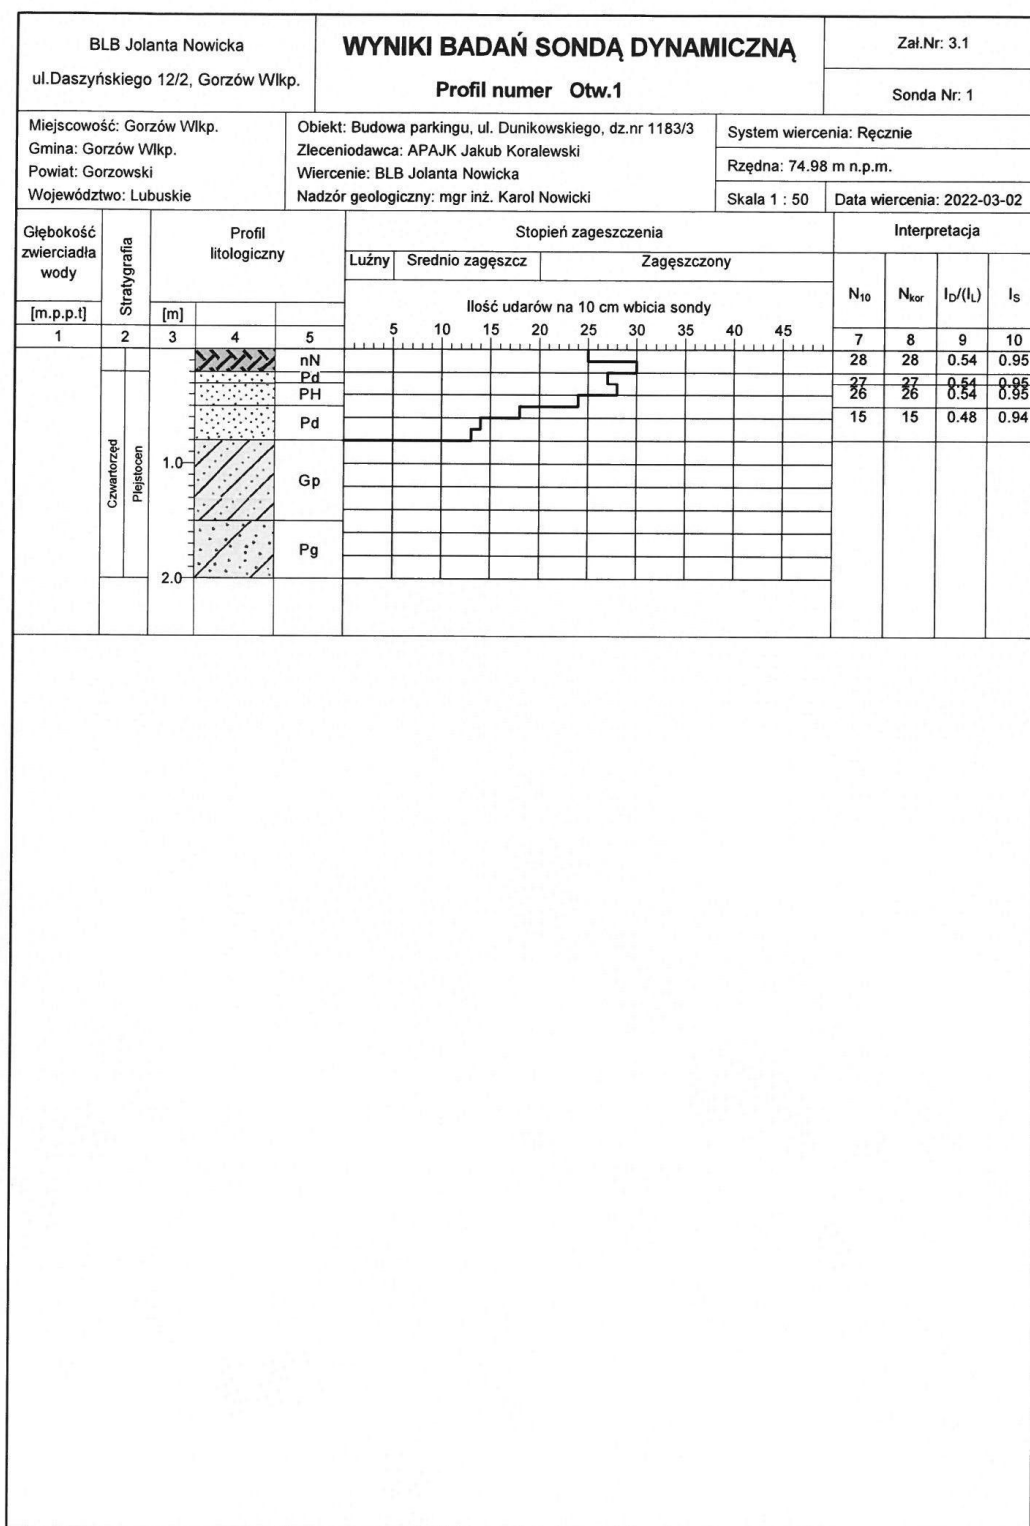 BLB Jolanta Nowicka
ul.Daszyńskiego 12/2, Gorzów Wlkp.
WYNIKI BADAŃ SONDĄ DYNAMICZNĄ
Profil numer Otw.1
Zał.Nr: 3.1
Sonda Nr: 1
Miejscowość: Gorzów Wlkp.
Gmina: Gorzów Wlkp.
Powiat: Gorzowski
Województwo: Lubuskie
Obiekt: Budowa parkingu, ul. Dunikowskiego, dz.nr 1183/3
Zleceniodawca: APAJK Jakub Koralewski
Wiercenie: BLB Jolanta Nowicka
Nadzór geologiczny: mgr inż. Karol Nowicki
System wiercenia: Ręcznie
Rzędna: 74.98 m n.p.m.
Skala 1 : 50
Data wiercenia: 2022-03-02
Głębokość
zwierciadła
wody
[m.p.p.t]
Stratygrafia
Profil
litologiczny
[m]
Stopień zageszczenia
Luźny
Srednio zagęszcz
Zagęszczony
Ilość udarów na 10 cm wbicia sondy
5 10 15 20 25 30 35 40 45
Interpretacja
N10
Nkor
ID/(IL)
IS
1 2 3 4 5 7 8 9 10
nN 28 28 0.54 0.95
Pd 27 27 0.54 0.95
PH 26 26 0.54 0.95
Pd 15 15 0.48 0.94
Czwartorzęd
Plejstocen
1.0
Gp
Pg
2.0